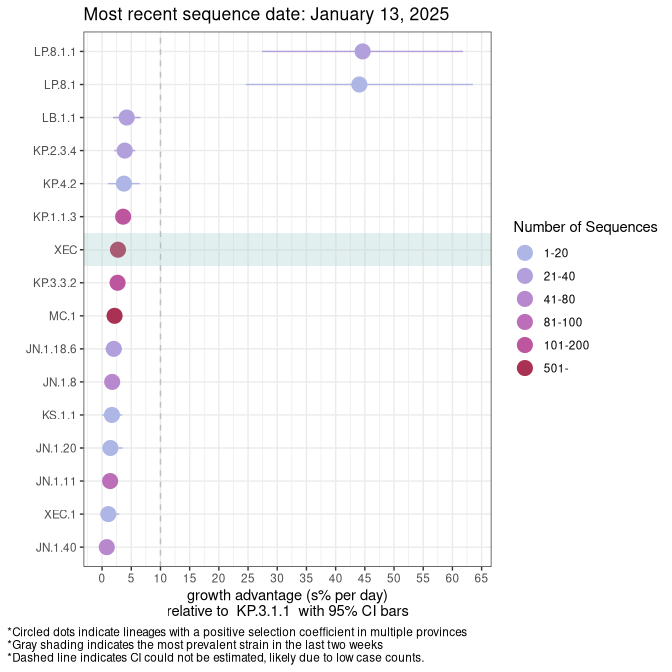 Most recent sequence date: January 13, 2025
LP.8.1.1
LP.8.1
LB.1.1
KP.2.3.4
KP.4.2
KP.1.1.3
XEC
KP.3.3.2
MC.1
JN.1.18.6
JN.1.8
KS.1.1
JN.1.20
JN.1.11
XEC.1
JN.1.40
0 5 10 15 20 25 30 35 40 45 50 55 60 65
growth advantage (s% per day)
relative to KP.3.1.1 with 95% CI bars
Number of Sequences
1-20
21-40
41-80
81-100
101-200
501-
*Circled dots indicate lineages with a positive selection coefficient in multiple provinces
*Gray shading indicates the most prevalent strain in the last two weeks
*Dashed line indicates CI could not be estimated, likely due to low case counts.